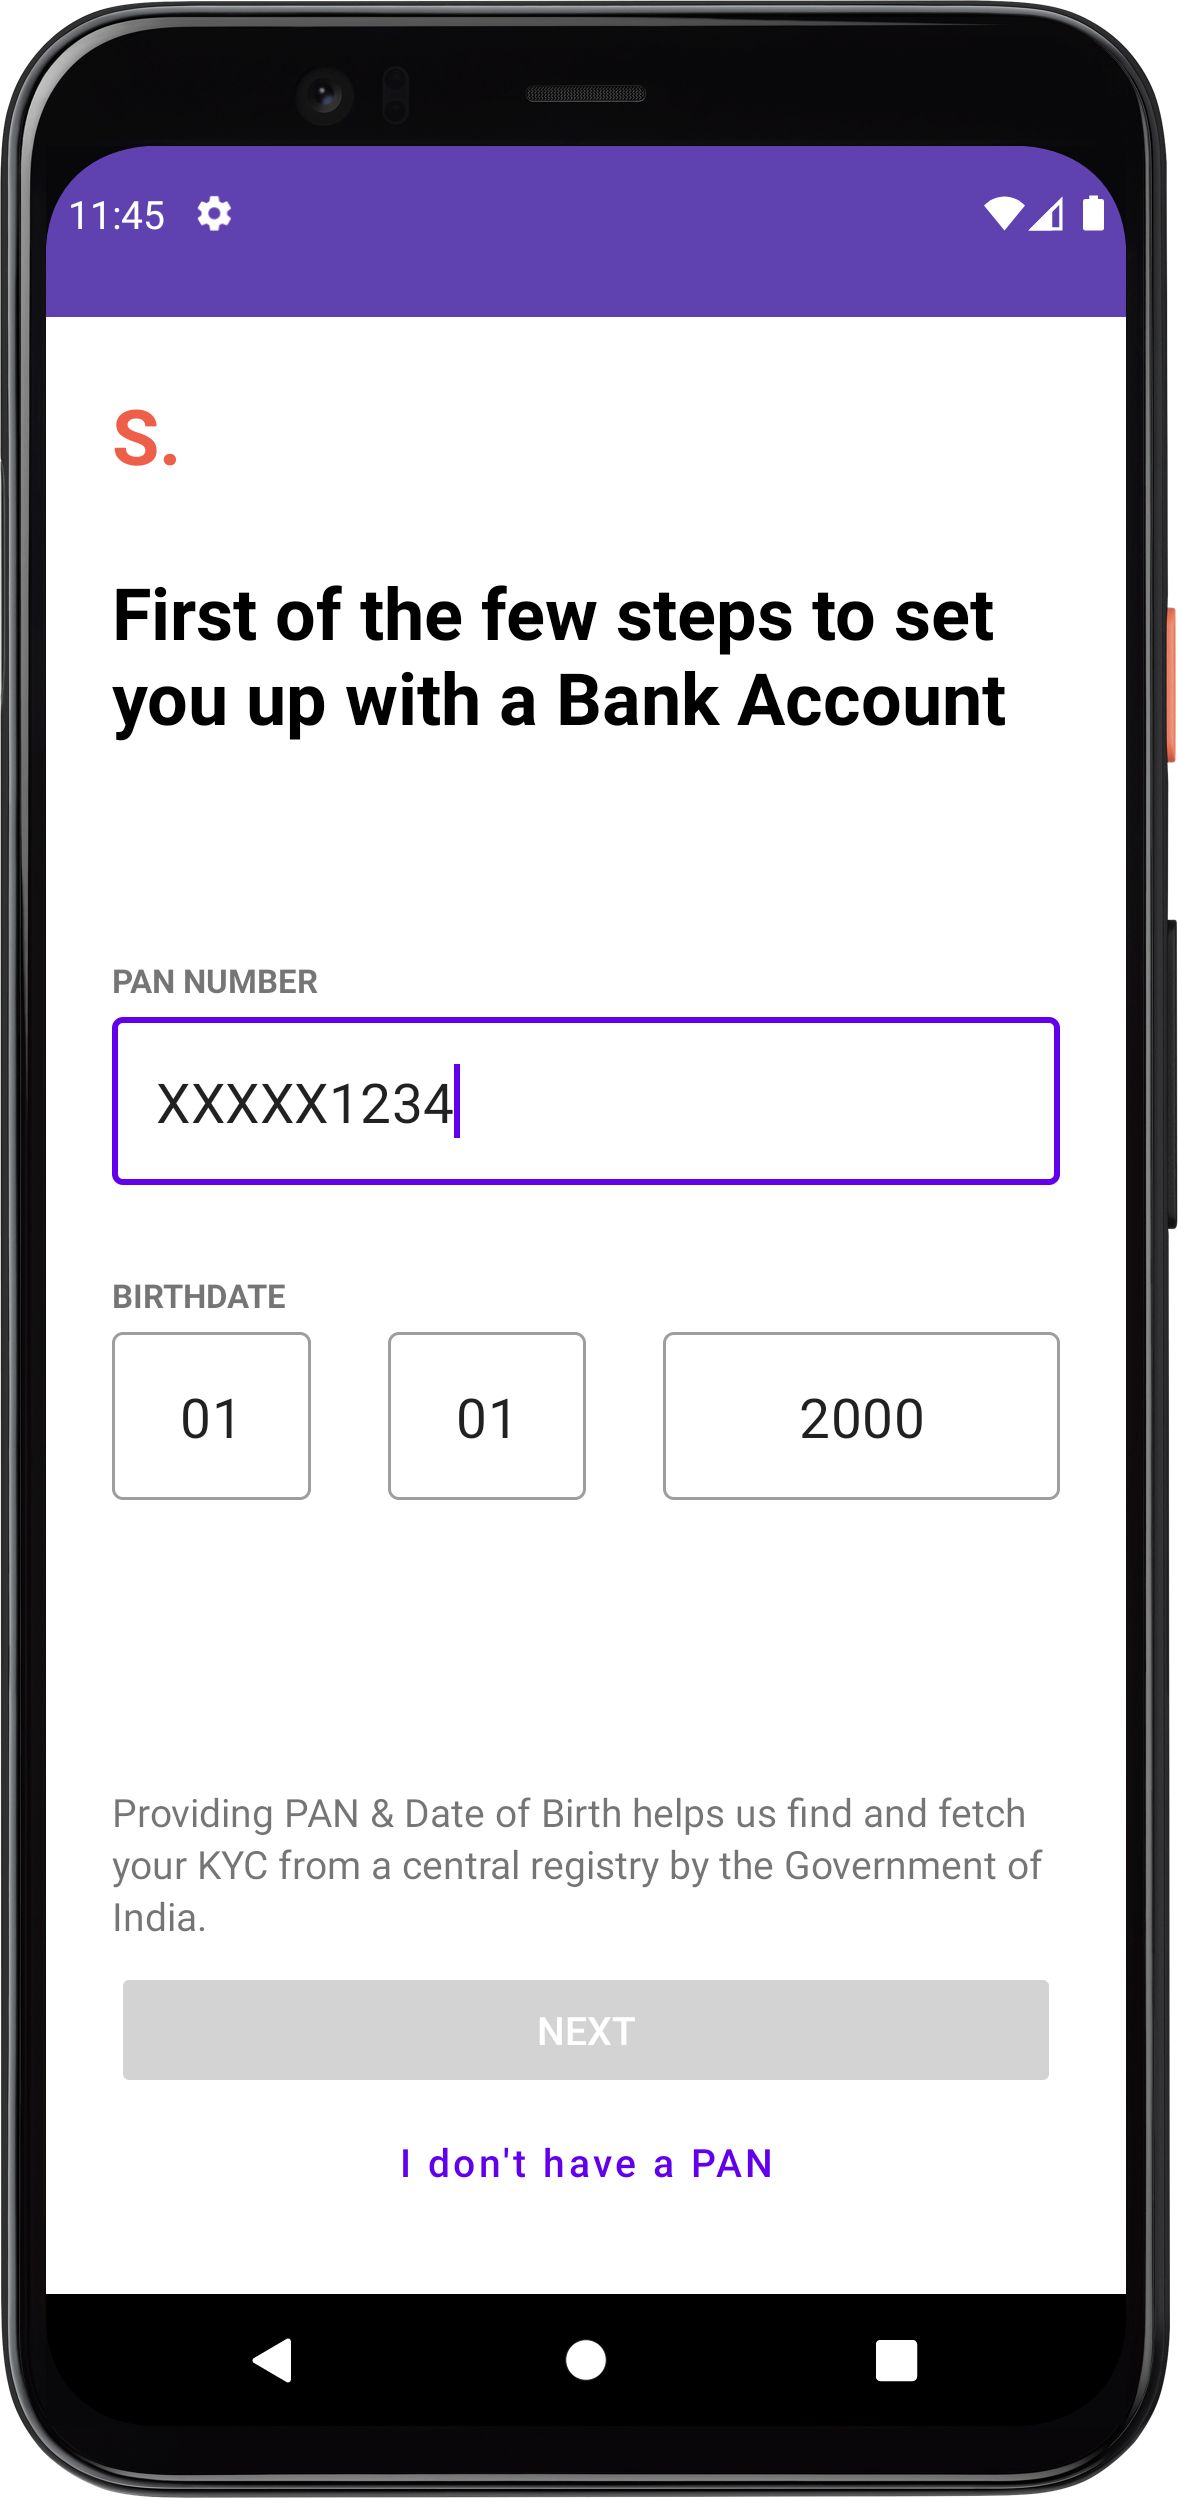 11:45
S.
First of the few steps to set
you up with a Bank Account
PAN NUMBER
XXXXX1234
BIRTHDATE
01 01 2000
Providing PAN & Date of Birth helps us find and fetch
your KYC from a central registry by the Government of
India.
NEXT
I don't have a PAN